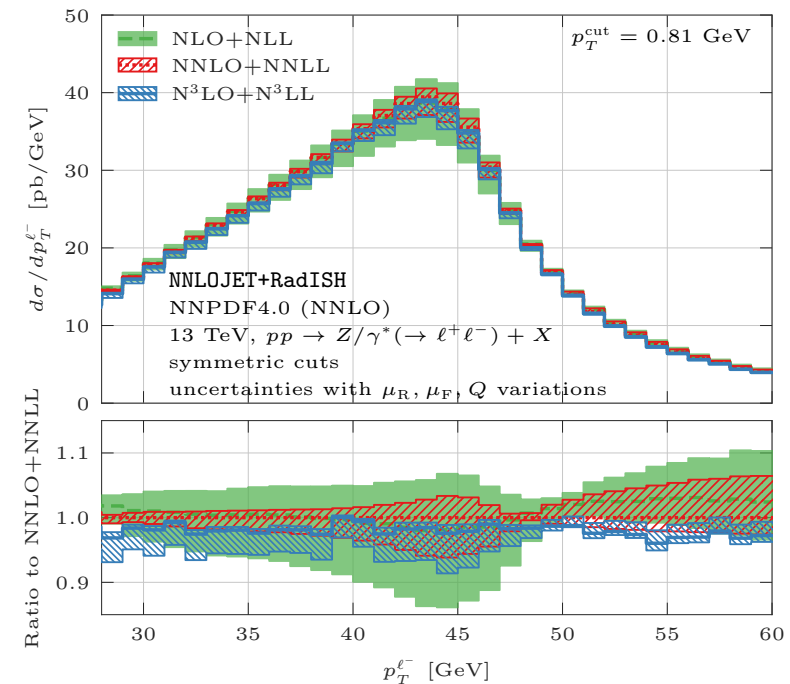 50
40
30
20
10
0
dσ/dp_T^{ℓ^-} [pb/GeV]
NLO+NLL
NNLO+NNLL
N³LO+N³LL
p_T^{cut} = 0.81 GeV
NNLOJET+RadISH
NNPDF4.0 (NNLO)
13 TeV, pp → Z/γ*(→ ℓ⁺ℓ⁻) + X
symmetric cuts
uncertainties with μ_R, μ_F, Q variations
1.1
1.0
0.9
Ratio to NNLO+NNLL
30 35 40 45 50 55 60
p_T^{ℓ^-} [GeV]